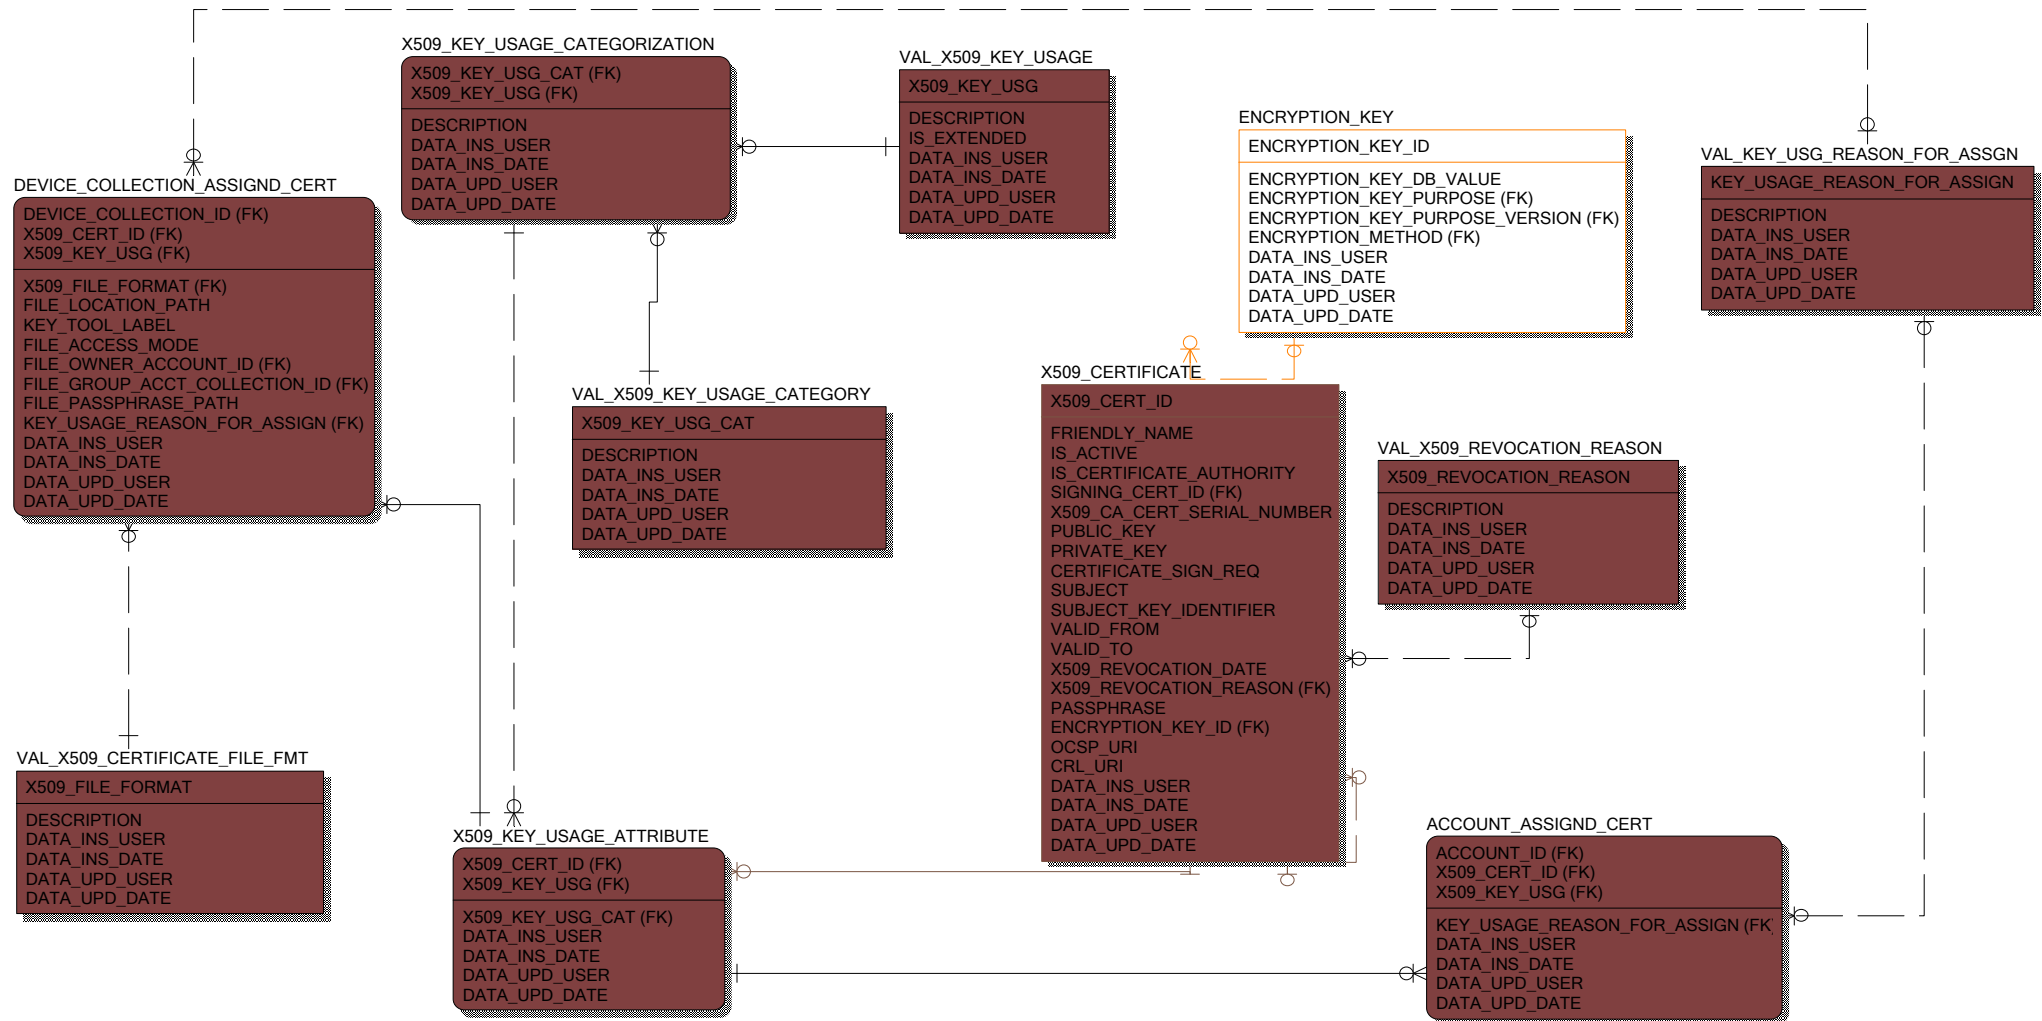 X509_KEY_USAGE_CATEGORIZATION
X509_KEY_USG_CAT (FK)
X509_KEY_USG (FK)
DESCRIPTION
DATA_INS_USER
DATA_INS_DATE
DATA_UPD_USER
DATA_UPD_DATE
VAL_X509_KEY_USAGE
X509_KEY_USG
DESCRIPTION
IS_EXTENDED
DATA_INS_USER
DATA_INS_DATE
DATA_UPD_USER
DATA_UPD_DATE
ENCRYPTION_KEY
ENCRYPTION_KEY_ID
ENCRYPTION_KEY_DB_VALUE
ENCRYPTION_KEY_PURPOSE (FK)
ENCRYPTION_KEY_PURPOSE_VERSION (FK)
ENCRYPTION_METHOD (FK)
DATA_INS_USER
DATA_INS_DATE
DATA_UPD_USER
DATA_UPD_DATE
VAL_KEY_USG_REASON_FOR_ASSGN
KEY_USAGE_REASON_FOR_ASSIGN
DESCRIPTION
DATA_INS_USER
DATA_INS_DATE
DATA_UPD_USER
DATA_UPD_DATE
DEVICE_COLLECTION_ASSIGND_CERT
DEVICE_COLLECTION_ID (FK)
X509_CERT_ID (FK)
X509_KEY_USG (FK)
X509_FILE_FORMAT (FK)
FILE_LOCATION_PATH
KEY_TOOL_LABEL
FILE_ACCESS_MODE
FILE_OWNER_ACCOUNT_ID (FK)
FILE_GROUP_ACCT_COLLECTION_ID (FK)
FILE_PASSPHRASE_PATH
KEY_USAGE_REASON_FOR_ASSIGN (FK)
DATA_INS_USER
DATA_INS_DATE
DATA_UPD_USER
DATA_UPD_DATE
VAL_X509_KEY_USAGE_CATEGORY
X509_KEY_USG_CAT
DESCRIPTION
DATA_INS_USER
DATA_INS_DATE
DATA_UPD_USER
DATA_UPD_DATE
X509_CERTIFICATE
X509_CERT_ID
FRIENDLY_NAME
IS_ACTIVE
IS_CERTIFICATE_AUTHORITY
SIGNING_CERT_ID (FK)
X509_CA_CERT_SERIAL_NUMBER
PUBLIC_KEY
PRIVATE_KEY
CERTIFICATE_SIGN_REQ
SUBJECT
SUBJECT_KEY_IDENTIFIER
VALID_FROM
VALID_TO
X509_REVOCATION_DATE
X509_REVOCATION_REASON (FK)
PASSPHRASE
ENCRYPTION_KEY_ID (FK)
OCSP_URI
CRL_URI
DATA_INS_USER
DATA_INS_DATE
DATA_UPD_USER
DATA_UPD_DATE
VAL_X509_REVOCATION_REASON
X509_REVOCATION_REASON
DESCRIPTION
DATA_INS_USER
DATA_INS_DATE
DATA_UPD_USER
DATA_UPD_DATE
VAL_X509_CERTIFICATE_FILE_FMT
X509_FILE_FORMAT
DESCRIPTION
DATA_INS_USER
DATA_INS_DATE
DATA_UPD_USER
DATA_UPD_DATE
X509_KEY_USAGE_ATTRIBUTE
X509_CERT_ID (FK)
X509_KEY_USG (FK)
X509_KEY_USG_CAT (FK)
DATA_INS_USER
DATA_INS_DATE
DATA_UPD_USER
DATA_UPD_DATE
ACCOUNT_ASSIGND_CERT
ACCOUNT_ID (FK)
X509_CERT_ID (FK)
X509_KEY_USG (FK)
KEY_USAGE_REASON_FOR_ASSIGN (FK)
DATA_INS_USER
DATA_INS_DATE
DATA_UPD_USER
DATA_UPD_DATE